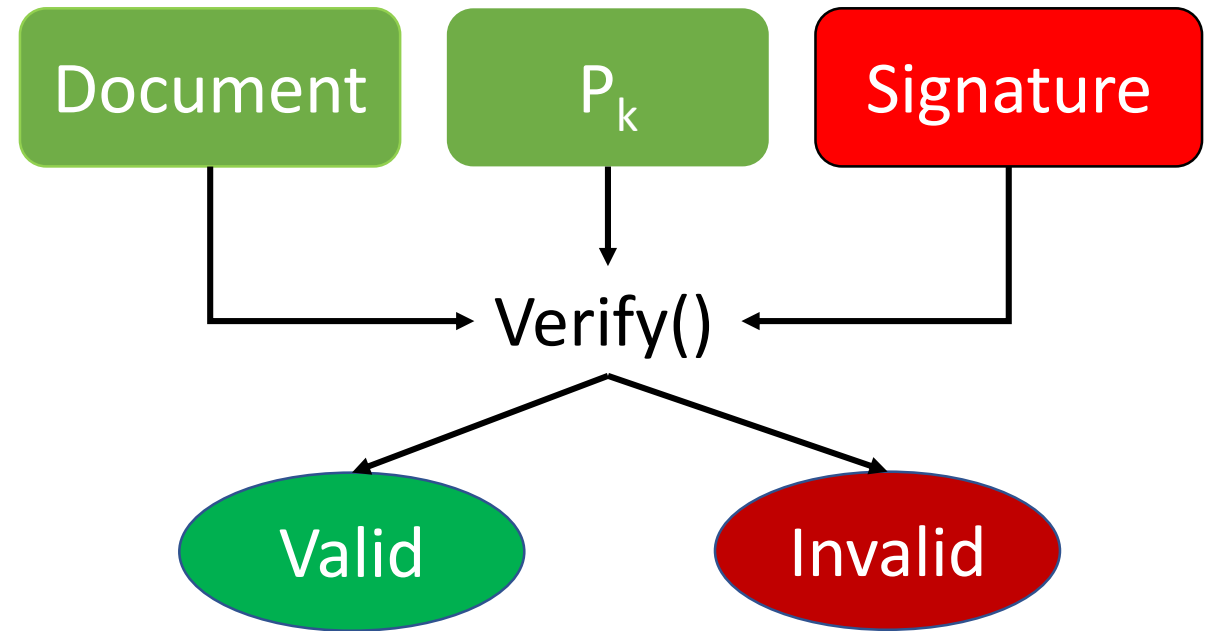 Document
Pₖ
Signature
Verify()
Valid
Invalid